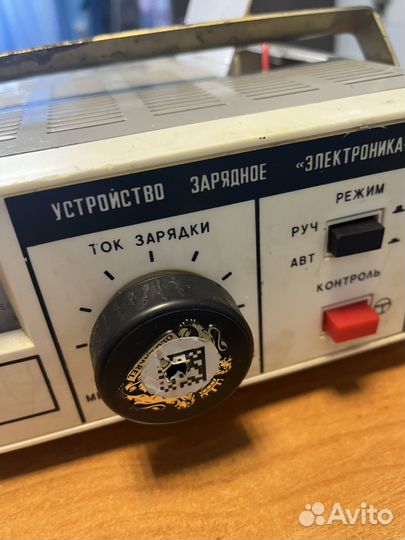 УСТРОЙСТВО ЗАРЯДНОЕ «ЭЛЕКТРОНИКА
ТОК ЗАРЯДКИ
РЕЖИМ
РУЧ
АВТ
КОНТРОЛЬ
Avito